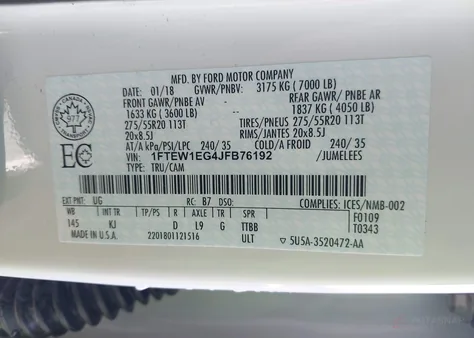 MFD. BY FORD MOTOR COMPANY
DATE: 01/18 GVWR/PNBV: 3175 KG ( 7000 LB)
FRONT GAWR/PNBE AV REAR GAWR/PNBE AR
1633 KG ( 3600 LB) 1837 KG ( 4050 LB)
275/55R20 113T TIRES/PNEUS 275/55R20 113T
20x8.5J RIMS/JANTES 20x8.5J
AT/A kPa/PSI/LPC 240/ 35 COLD/A FROID 240/ 35
VIN: 1FTEW1EG4JFB76192 /JUMELEES
TYPE: TRU/CAM
CANADA
977
EC
EXT PNT: UG RC: B7 DSO: COMPLIES: ICES/NMB-002
WB INT TR TP/PS R AXLE TR SPR F0109
145 KJ D L9 G TTBB T0343
MADE IN U.S.A. 2201801121516 ULT ▽ 5U5A-3520472-AA